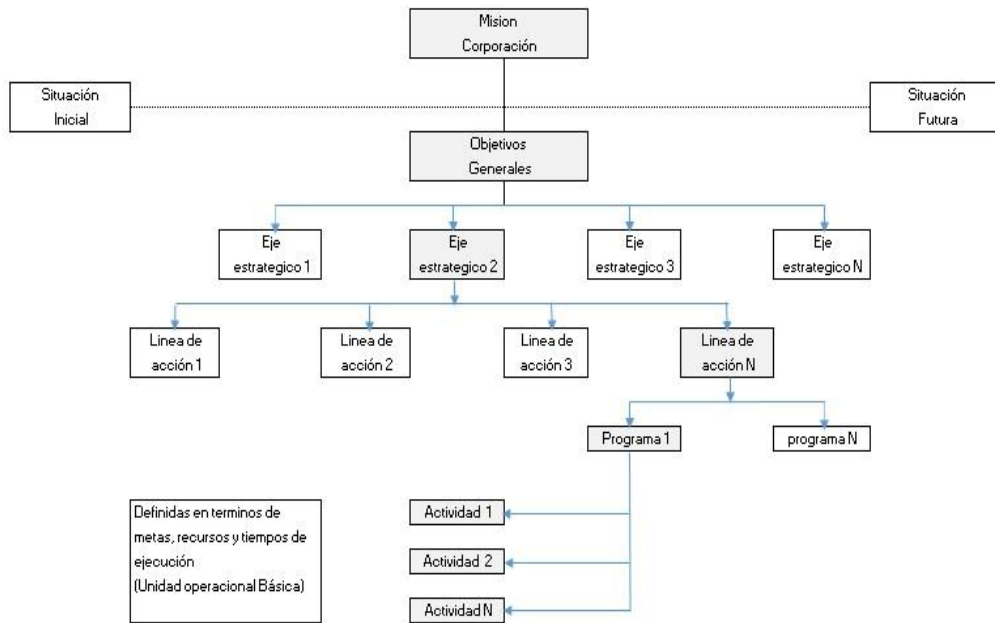 Mision
Corporación
Situación
Inicial
Situación
Futura
Objetivos
Generales
Eje
estrategico 1
Eje
estrategico 2
Eje
estrategico 3
Eje
estrategico N
Linea de
acción 1
Linea de
acción 2
Linea de
acción 3
Linea de
acción N
Programa 1
programa N
Definidas en terminos de
metas, recursos y tiempos de
ejecución
(Unidad operacional Básica)
Actividad 1
Actividad 2
Actividad N